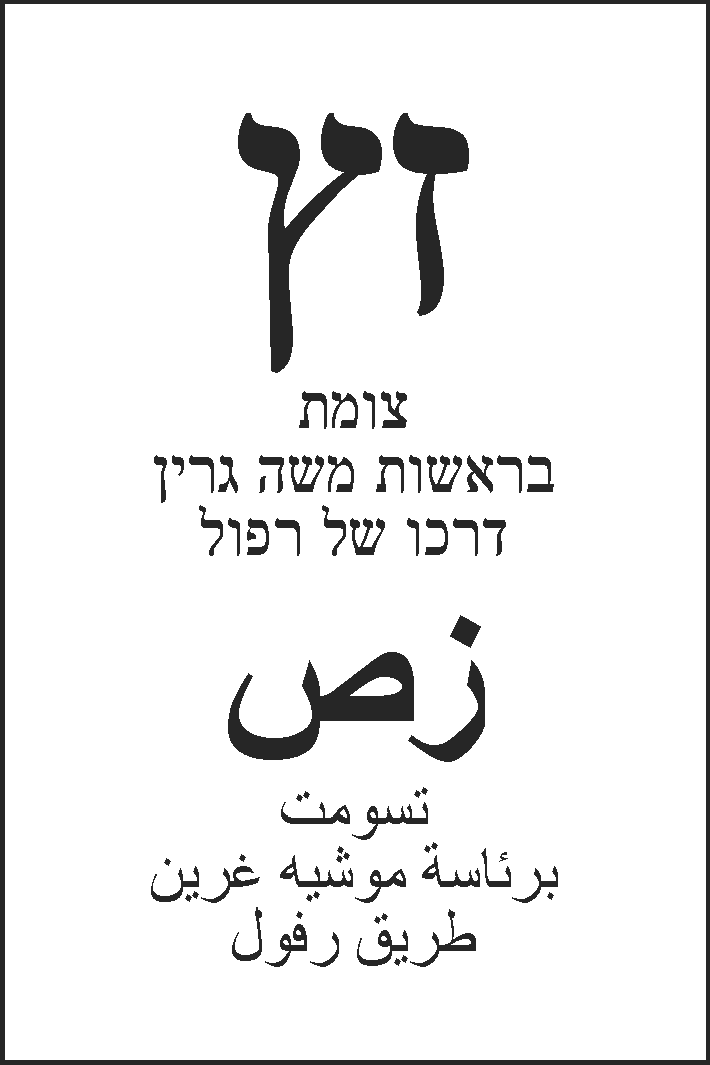 זץ
צומת
בראשות משה גרין
דרכו של רפול
زص
تسومت
برئاسة موشيه غرين
طريق رفول